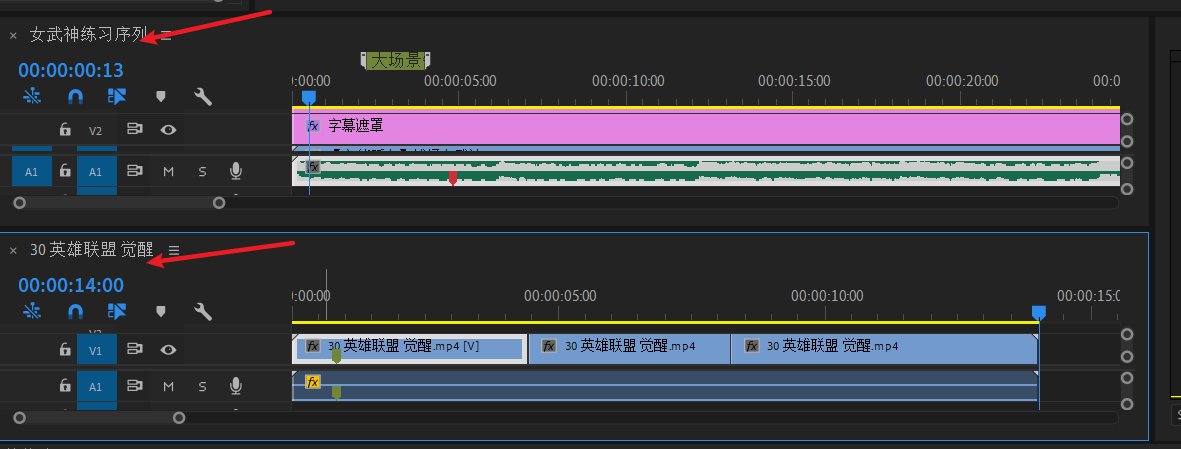 × 女武神练习序列 ≡
00:00:00:13
大场景
:00:00 00:00:05:00 00:00:10:00 00:00:15:00 00:00:20:00 00:0
V2
fx 字幕遮罩
A1 A1 M S
fx
× 30 英雄联盟 觉醒 ≡
00:00:14:00
:00:00 00:00:05:00 00:00:10:00 00:00:15:0
V1
fx 30 英雄联盟 觉醒.mp4 [V] fx 30 英雄联盟 觉醒.mp4 fx 30 英雄联盟 觉醒.mp4
A1 M S
fx